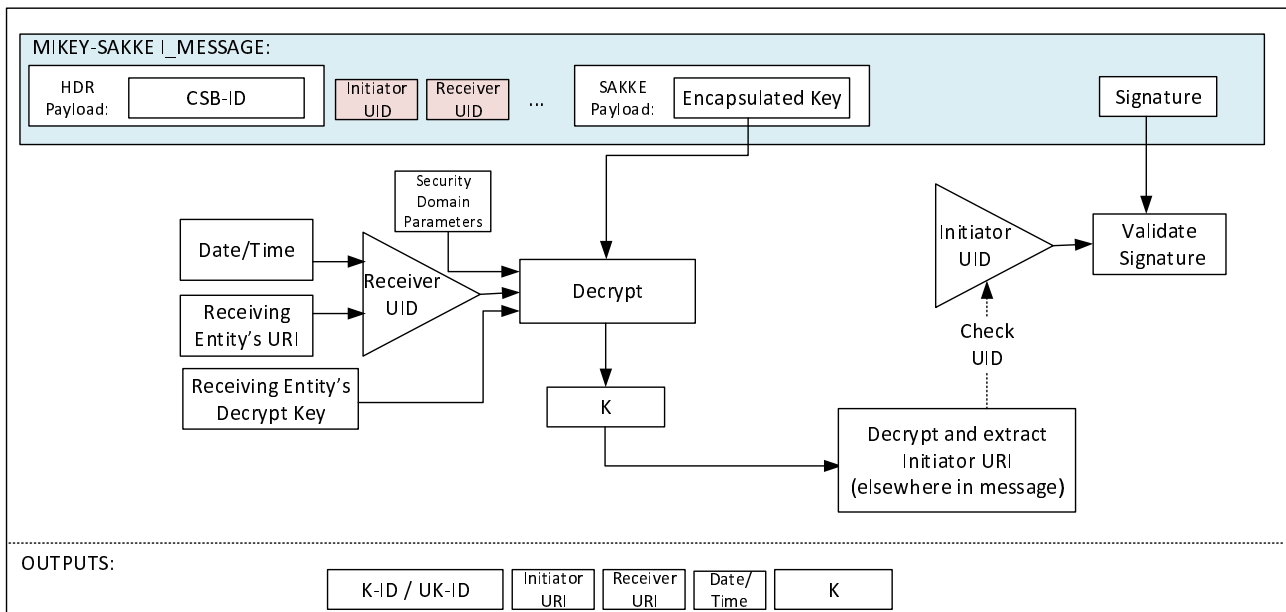 MIKEY-SAKKE I_MESSAGE:
HDR
Payload:
CSB-ID
Initiator
UID
Receiver
UID
...
SAKKE
Payload:
Encapsulated Key
Signature
Security
Domain
Parameters
Date/Time
Receiving
Entity's URI
Receiver
UID
Receiving Entity's
Decrypt Key
Decrypt
K
Initiator
UID
Validate
Signature
Check
UID
Decrypt and extract
Initiator URI
(elsewhere in message)
OUTPUTS:
K-ID / UK-ID
Initiator
URI
Receiver
URI
Date/
Time
K